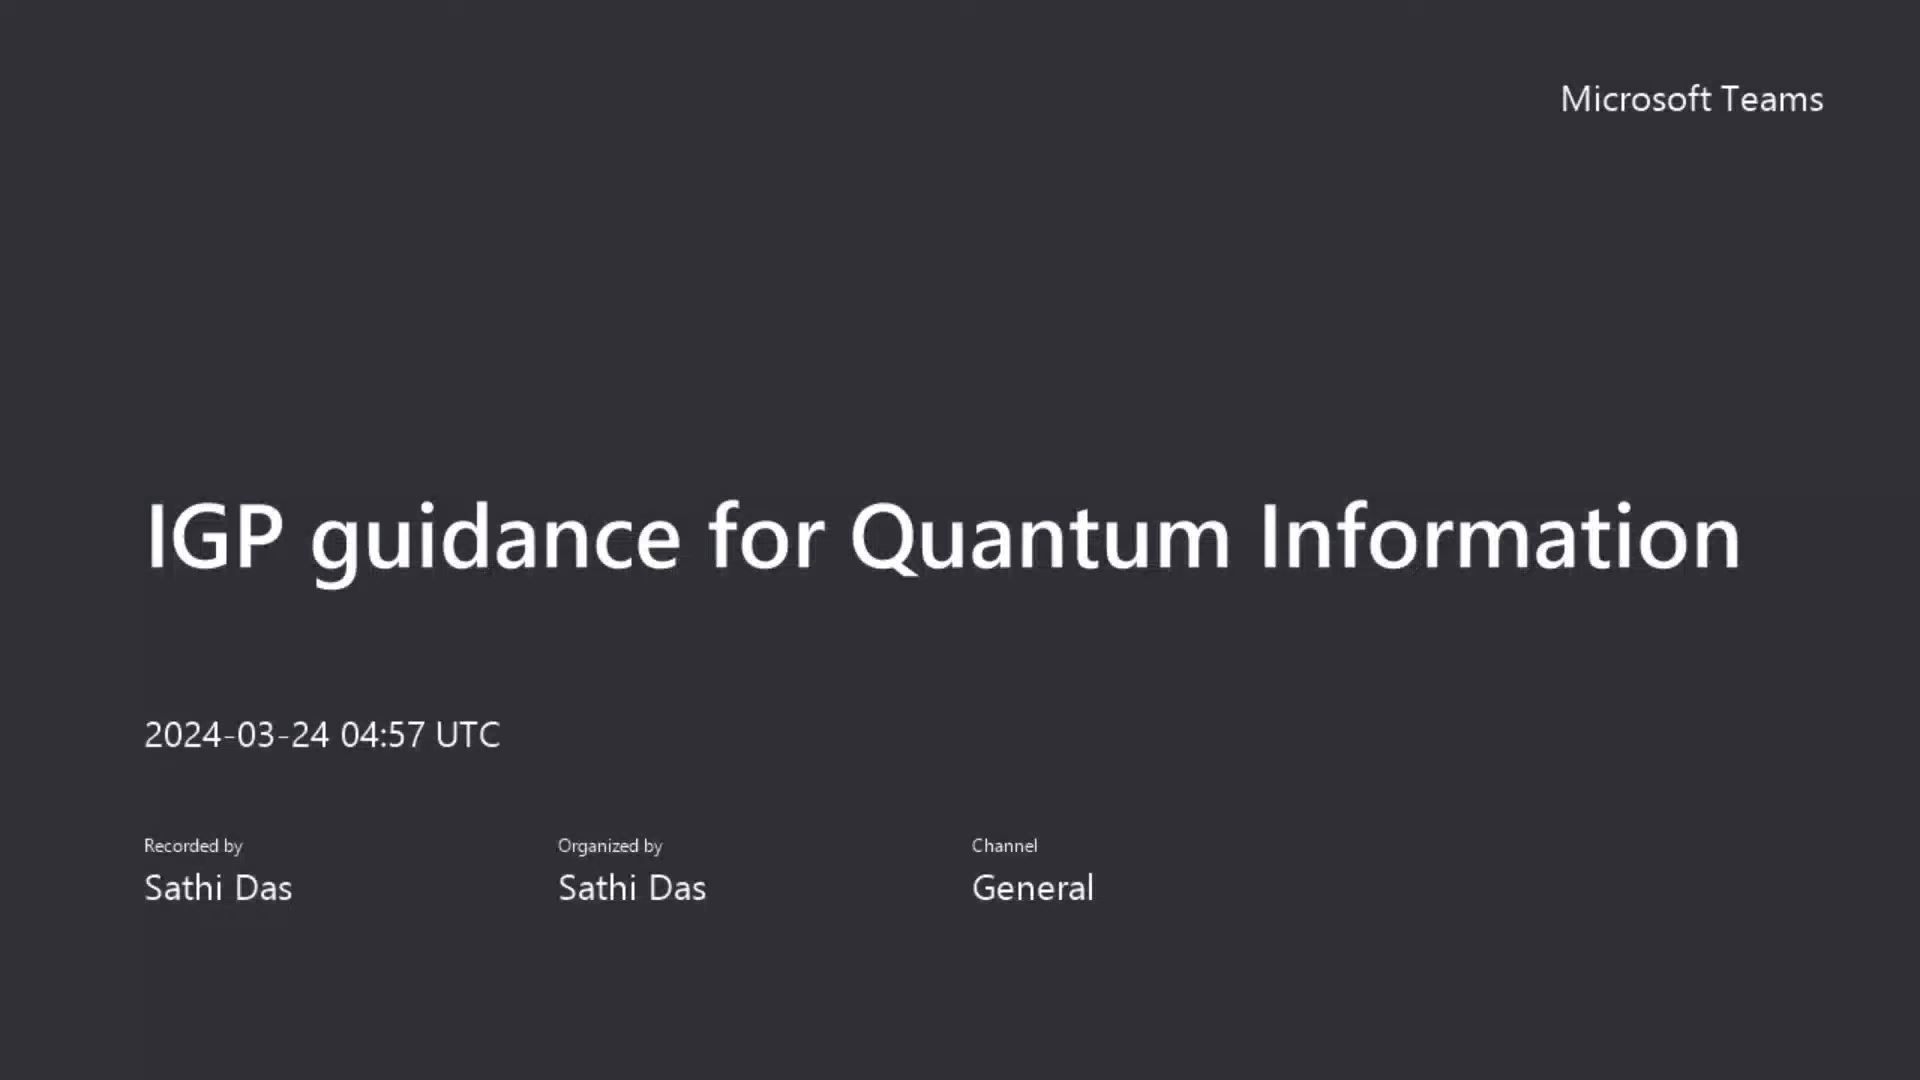 Microsoft Teams
IGP guidance for Quantum Information
2024-03-24 04:57 UTC
Recorded by
Sathi Das
Organized by
Sathi Das
Channel
General